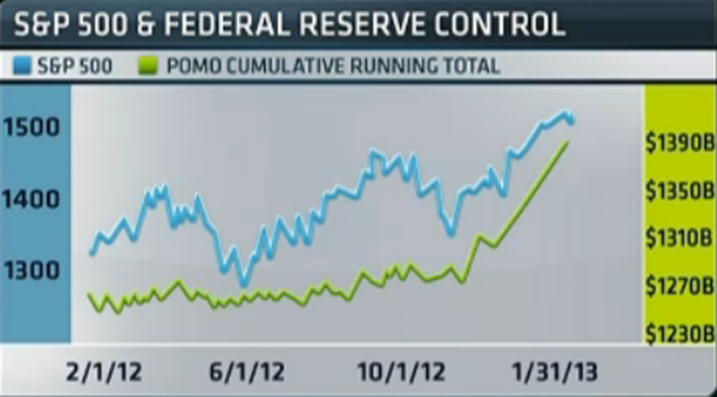 S&P 500 & FEDERAL RESERVE CONTROL
S&P 500 POMO CUMULATIVE RUNNING TOTAL
1500
1400
1300
$1390B
$1350B
$1310B
$1270B
$1230B
2/1/12 6/1/12 10/1/12 1/31/13